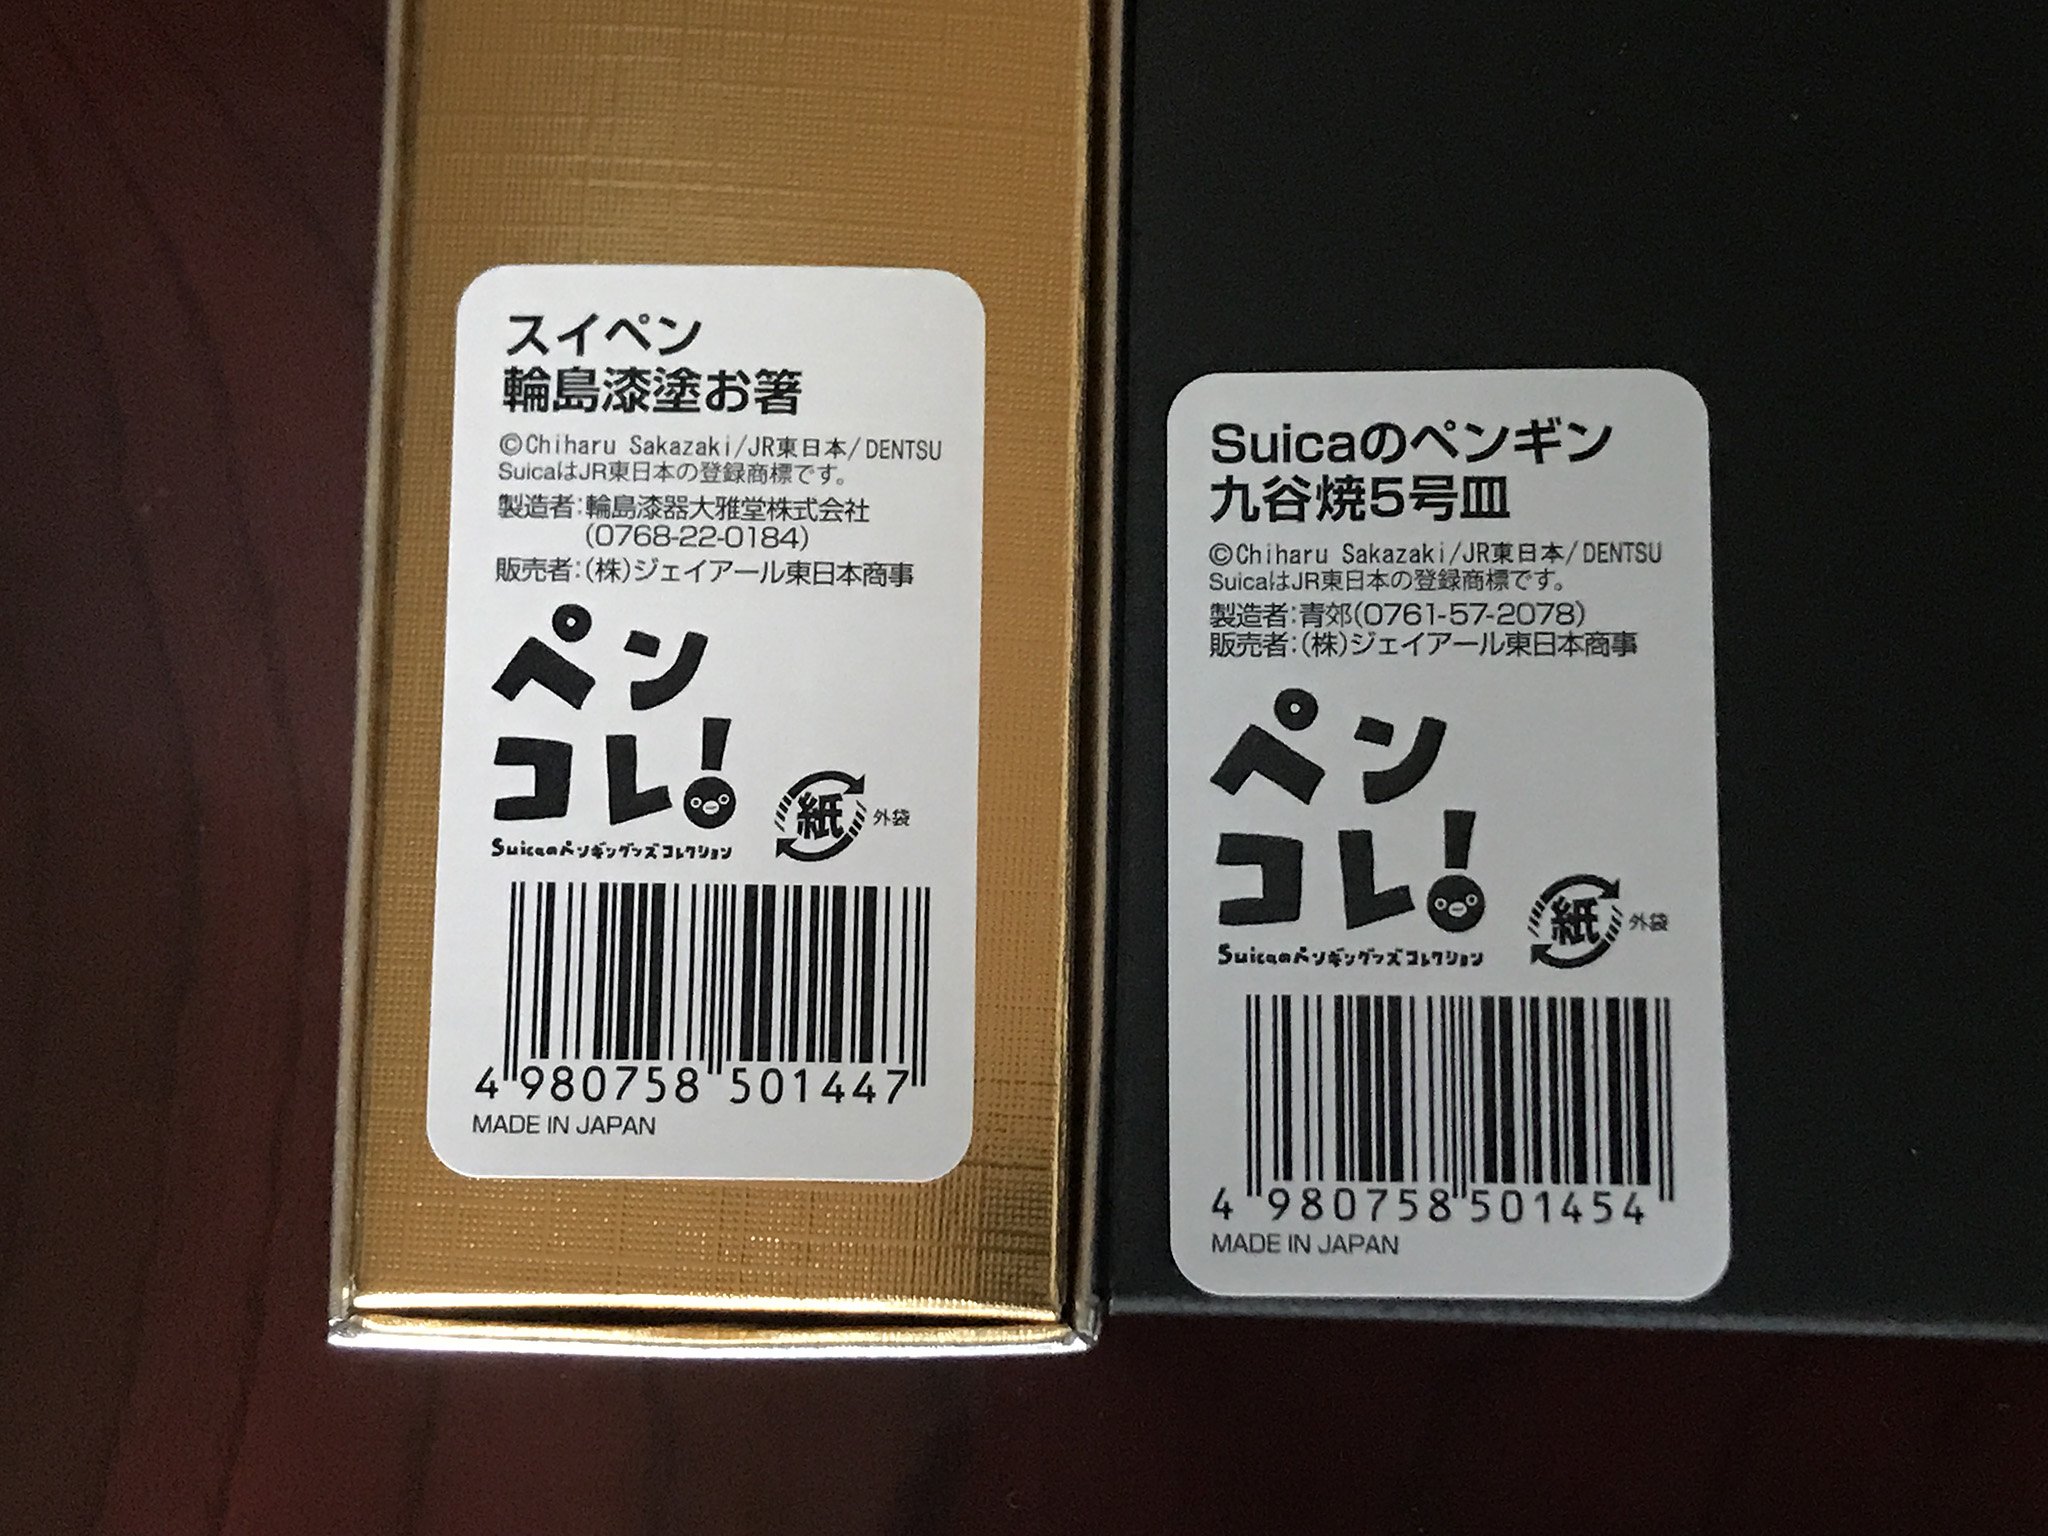 スイペン
輪島漆塗お箸
©Chiharu Sakazaki/JR東日本/DENTSU
SuicaはJR東日本の登録商標です。
製造者:輪島漆器大雅堂株式会社
(0768-22-0184)
販売者:(株)ジェイアール東日本商事
ペン
コレ!
Suicaのペンギングッズコレクション
紙 外袋
4 980758 501447
MADE IN JAPAN
Suicaのペンギン
九谷焼5号皿
©Chiharu Sakazaki/JR東日本/DENTSU
SuicaはJR東日本の登録商標です。
製造者:青郊(0761-57-2078)
販売者:(株)ジェイアール東日本商事
ペン
コレ!
Suicaのペンギングッズコレクション
紙 外袋
4 980758 501454
MADE IN JAPAN